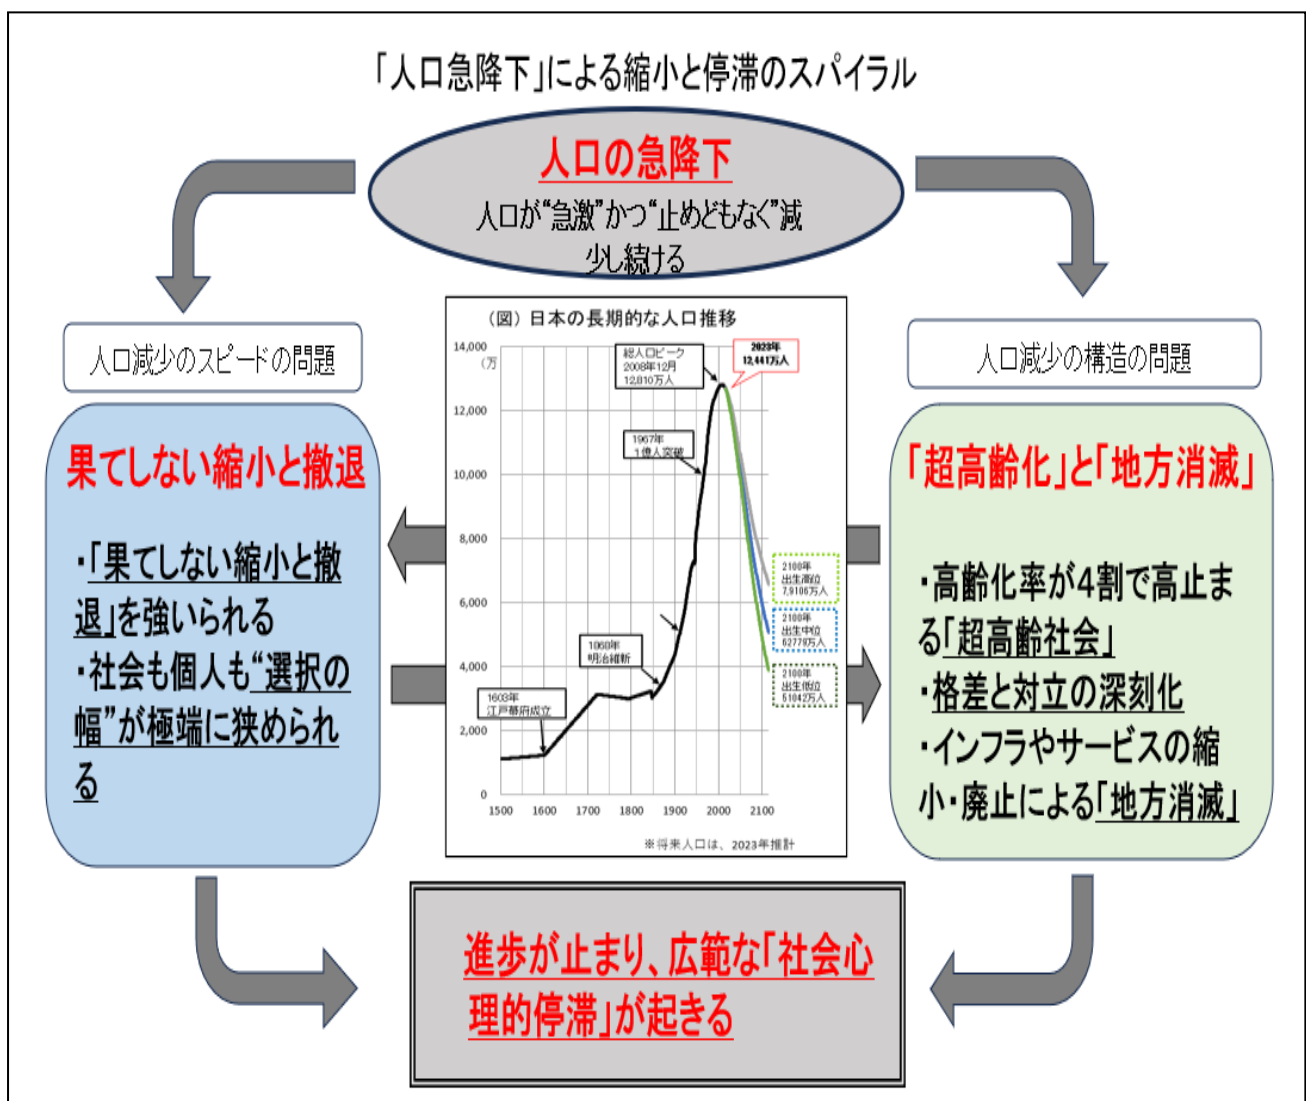 「人口急降下」による縮小と停滞のスパイラル
人口の急降下
人口が“急激”かつ“止めどもなく”減
少し続ける
人口減少のスピードの問題
果てしない縮小と撤退
・「果てしない縮小と撤
退」を強いられる
・社会も個人も“選択の
幅”が極端に狭められ
る
(図) 日本の長期的な人口推移
14,000
(万
12,000
10,000
8,000
6,000
4,000
2,000
0
1500
1600
1700
1800
1900
2000
2100
総人口ピーク
2008年12月
12,810万人
2023年
12,441万人
1967年
1億人突破
1868年
明治維新
1603年
江戸幕府成立
2100年
出生高位
7,9106万人
2100年
出生中位
62779万人
2100年
出生低位
51042万人
※将来人口は、2023年推計
人口減少の構造の問題
「超高齢化」と「地方消滅」
・高齢化率が4割で高止ま
る「超高齢社会」
・格差と対立の深刻化
・インフラやサービスの縮
小・廃止による「地方消滅」
進歩が止まり、広範な「社会心
理的停滞」が起きる